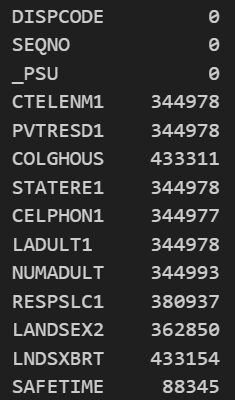 DISPCODE 0
SEQNO 0
_PSU 0
CTELENM1 344978
PVTRESD1 344978
COLGHOUS 433311
STATERE1 344978
CELPHON1 344977
LADULT1 344978
NUMADULT 344993
RESPSLC1 380937
LANDSEX2 362850
LNDSXBRT 433154
SAFETIME 88345